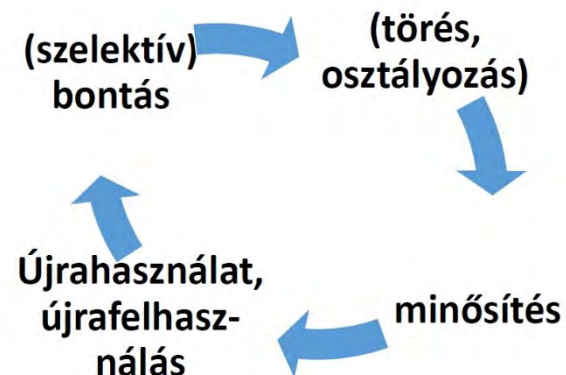 (szelektív)
bontás
(törés,
osztályozás)
minősítés
Újrahasználat,
újrafelhasz-
nálás